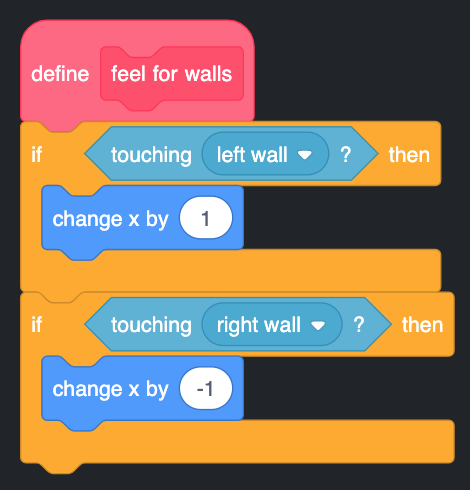 define feel for walls
if touching left wall ? then
change x by 1
if touching right wall ? then
change x by -1